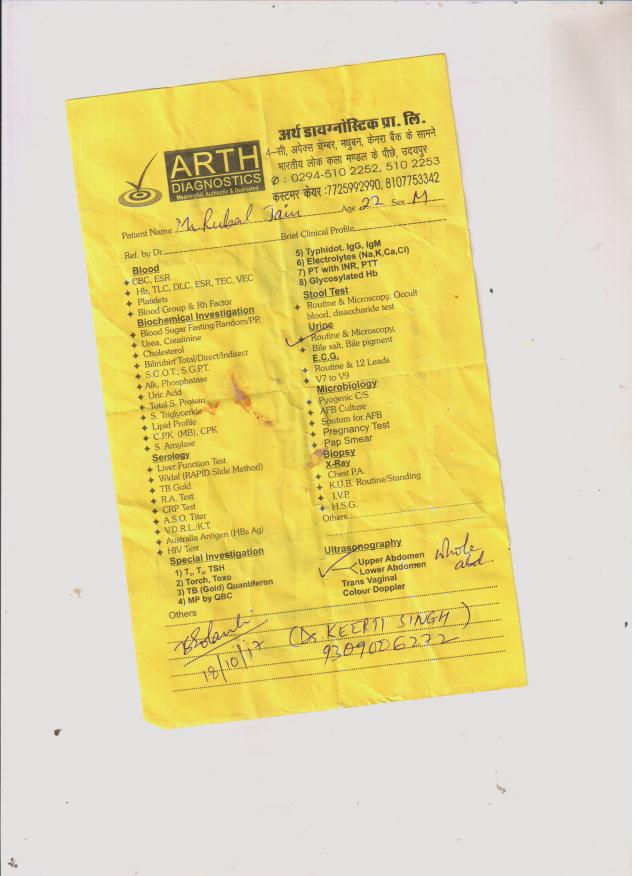 अर्थ डायग्नोस्टिक प्रा. लि.
4–सी, अपेक्स चेम्बर, मधुबन, केनरा बैंक के सामने
भारतीय लोक कला मण्डल के पीछे, उदयपुर
✆ : 0294-510 2252, 510 2253
कस्टमर केयर :7725992990, 8107753342
ARTH
DIAGNOSTICS
Meaningful, Authentic & Dedicated
Patient Name Mr Rubal Jain Age 22 Sex M
Ref. by Dr. Brief Clinical Profile
Blood
CBC, ESR
Hb, TLC, DLC, ESR, TEC, VEC
Platelets
Blood Group & Rh Factor
Biochemical Investigation
Blood Sugar Fasting/Random/P.P.
Urea, Creatinine
Cholesterol
Bilirubin Total/Direct/Indirect
S.G.O.T., S.G.P.T.
Alk. Phosphatase
Uric Acid
Total S. Protein
S. Triglyceride
Lipid Profile
C.P.K. (MB), CPK
S. Amylase
Serology
Liver Function Test
Widal (RAPID Slide Method)
TB Gold
R.A. Test
CRP Test
A.S.O. Titer
V.D.R.L./K.T.
Australia Antigen (HBs Ag)
HIV Test
Special Investigation
1) T3, T4, TSH
2) Torch, Toxo
3) TB (Gold) Quantiferon
4) MP by QBC
5) Typhidot. IgG, IgM
6) Electrolytes (Na,K,Ca,Cl)
7) PT with INR, PTT
8) Glycosylated Hb
Stool Test
Routine & Microscopy. Occult
blood, disaccharide test
Urine
Routine & Microscopy,
Bile salt, Bile pigment
E.C.G.
Routine & 12 Leads
V7 to V9
Microbiology
Pyogenic C/S
AFB Culture
Sputum for AFB
Pregnancy Test
Pap Smear
Biopsy
X-Ray
Chest P.A.
K.U.B. Routine/Standing
I.V.P.
H.S.G.
Others
Ultrasonography
Upper Abdomen whole
Lower Abdomen abd.
Trans Vaginal
Colour Doppler
Others
(Dr. KEERTI SINGH)
18/10/17 9309006272